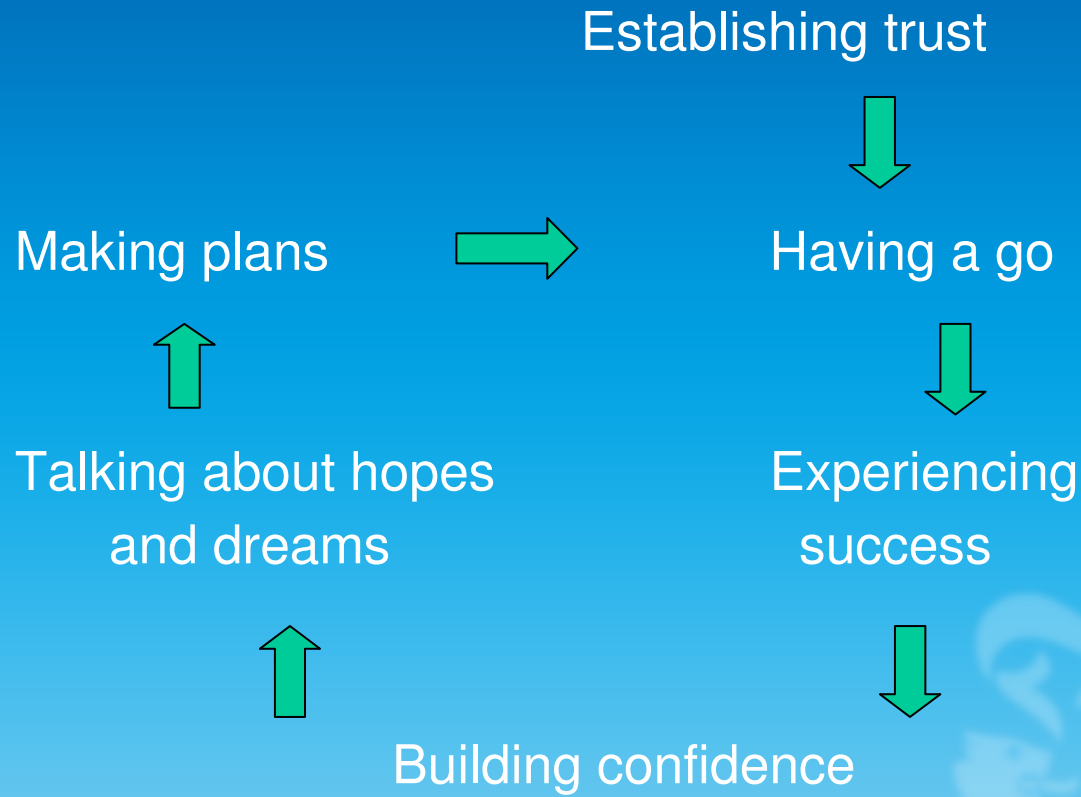 Establishing trust
Making plans
Having a go
Talking about hopes
and dreams
Experiencing
success
Building confidence